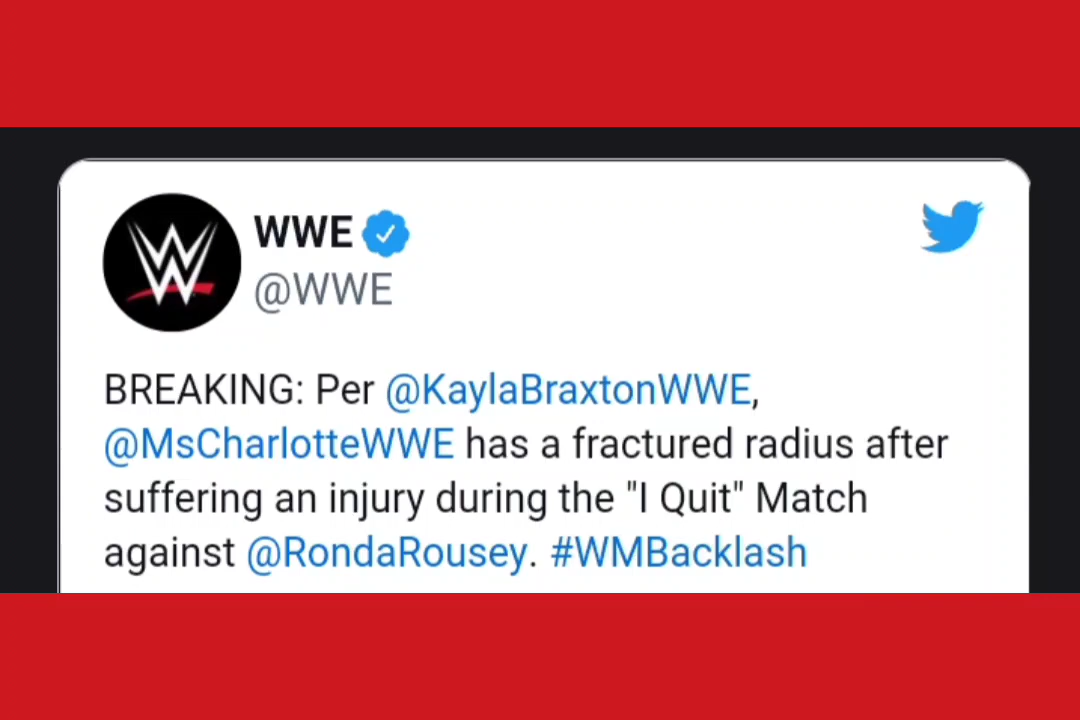 WWE
@WWE
BREAKING: Per @KaylaBraxtonWWE,
@MsCharlotteWWE has a fractured radius after
suffering an injury during the "I Quit" Match
against @RondaRousey. #WMBacklash